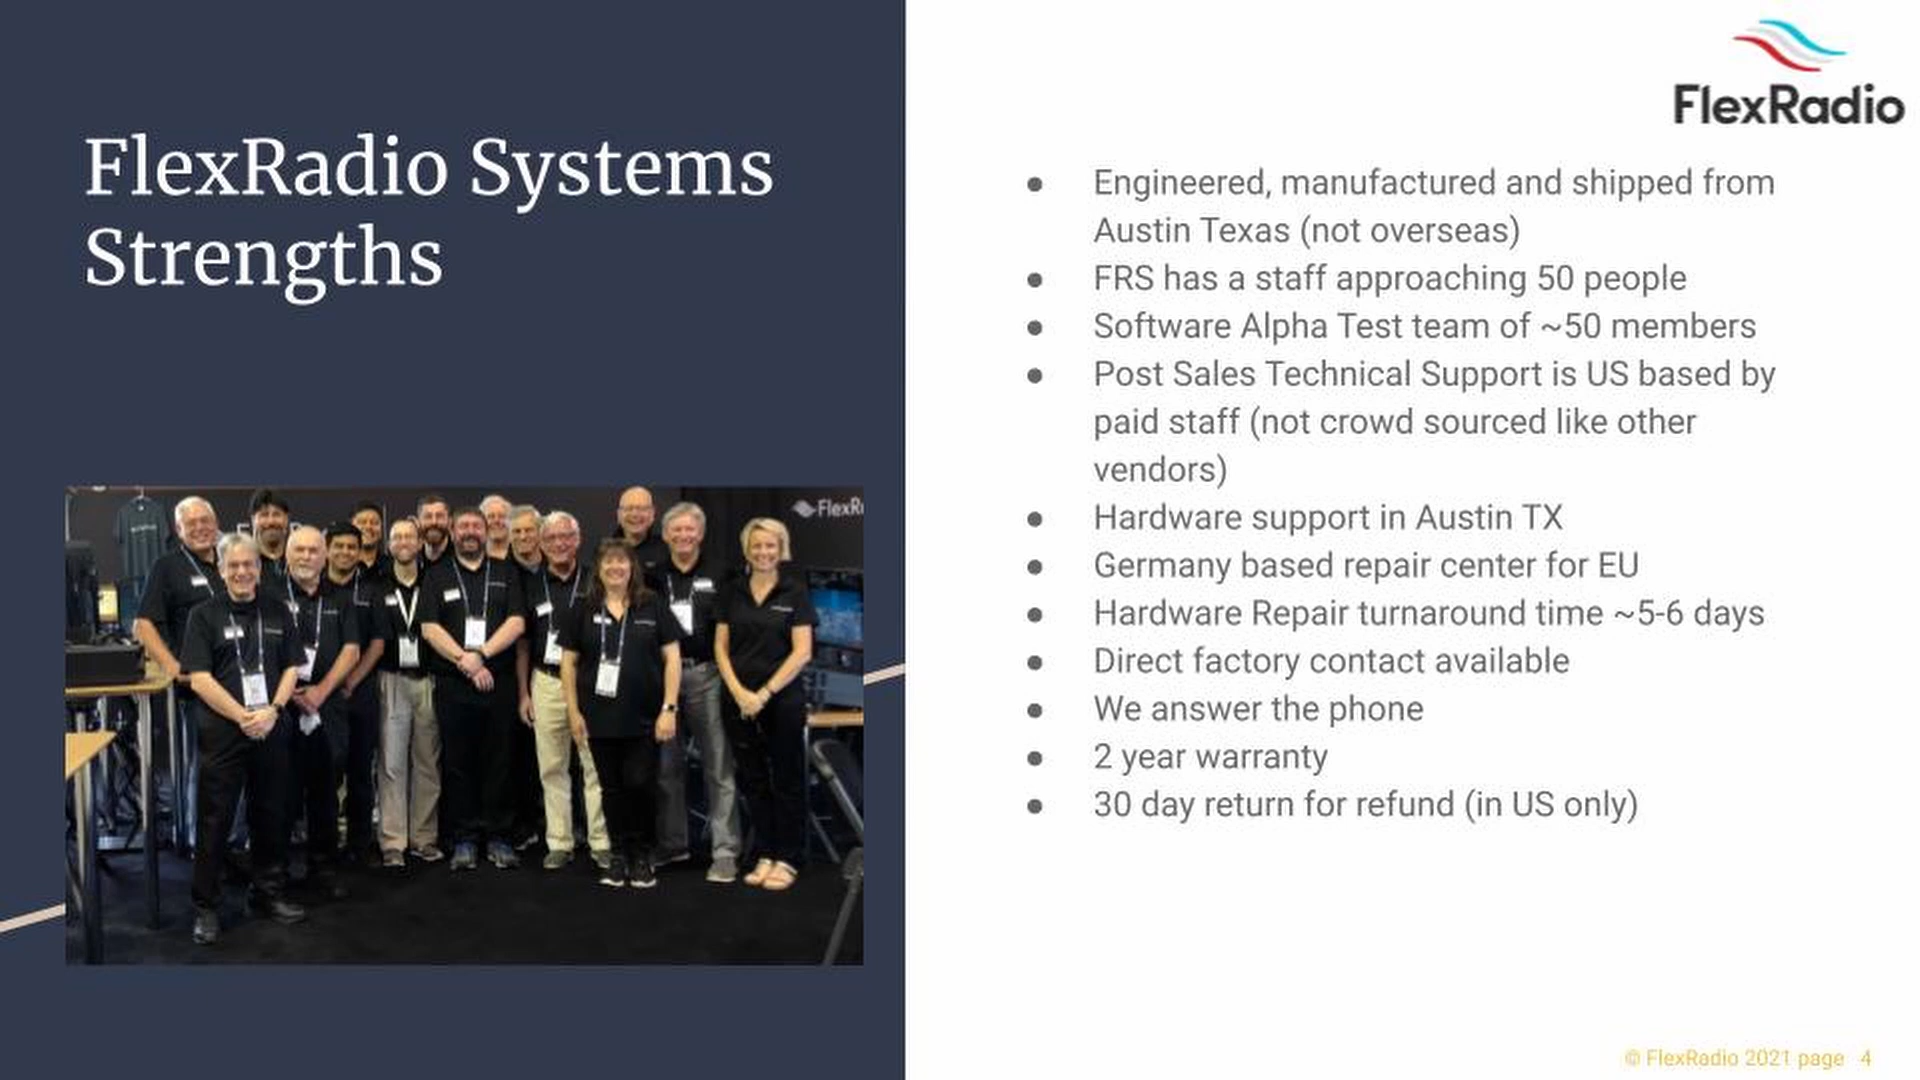 FlexRadio
FlexRadio Systems
Strengths
● Engineered, manufactured and shipped from
Austin Texas (not overseas)
● FRS has a staff approaching 50 people
● Software Alpha Test team of ~50 members
● Post Sales Technical Support is US based by
paid staff (not crowd sourced like other
vendors)
● Hardware support in Austin TX
● Germany based repair center for EU
● Hardware Repair turnaround time ~5-6 days
● Direct factory contact available
● We answer the phone
● 2 year warranty
● 30 day return for refund (in US only)
FlexR
© FlexRadio 2021 page 4